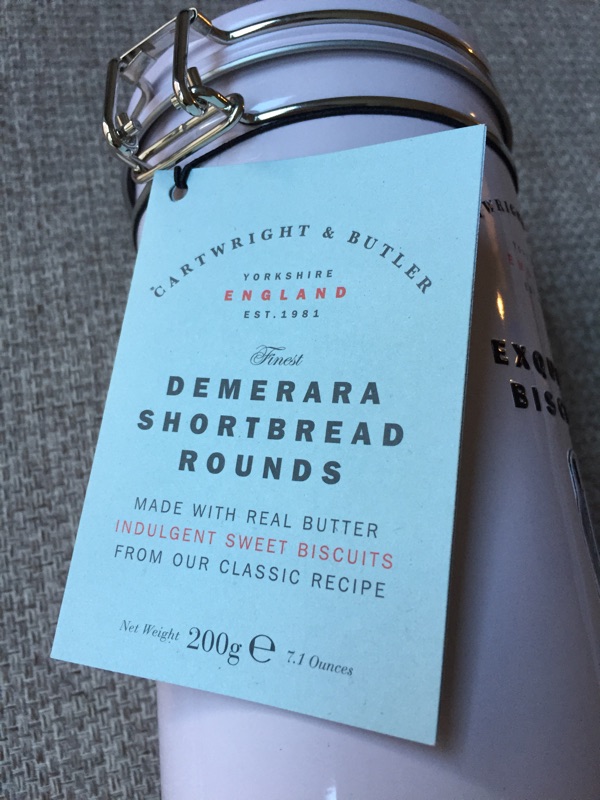 CARTWRIGHT & BUTLER
YORKSHIRE
ENGLAND
EST.1981
Finest
DEMERARA
SHORTBREAD
ROUNDS
MADE WITH REAL BUTTER
INDULGENT SWEET BISCUITS
FROM OUR CLASSIC RECIPE
Net Weight 200g ℮ 7.1 Ounces